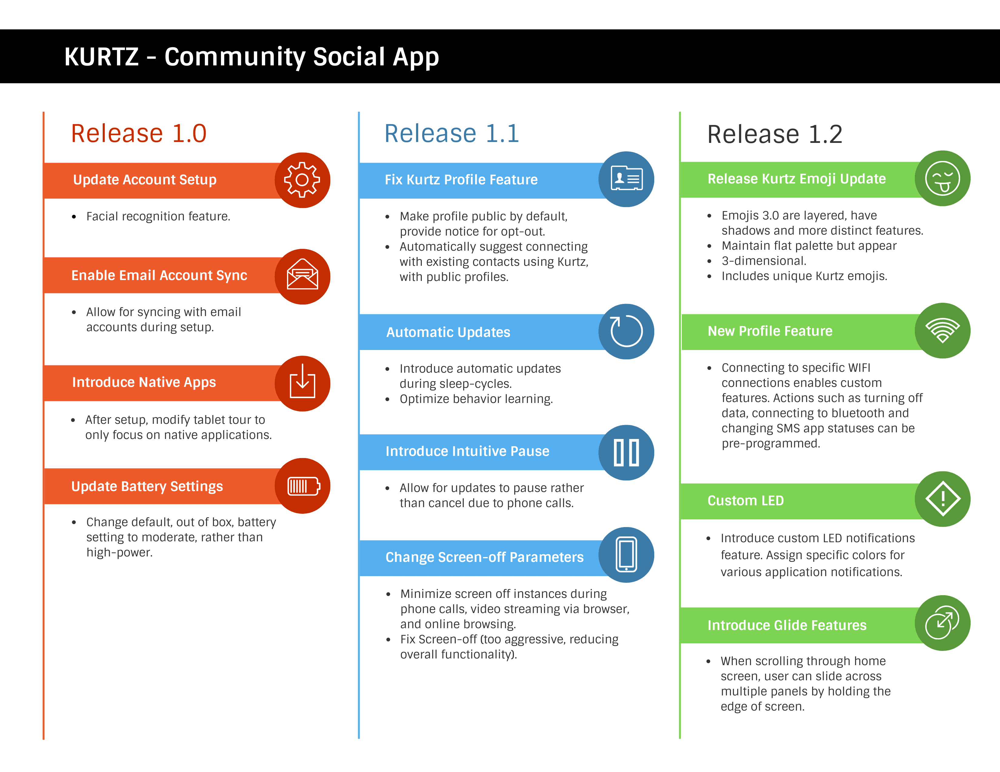 KURTZ - Community Social App
Release 1.0
Update Account Setup
• Facial recognition feature.
Enable Email Account Sync
• Allow for syncing with email
accounts during setup.
Introduce Native Apps
• After setup, modify tablet tour to
only focus on native applications.
Update Battery Settings
• Change default, out of box, battery
setting to moderate, rather than
high-power.
Release 1.1
Fix Kurtz Profile Feature
• Make profile public by default,
provide notice for opt-out.
• Automatically suggest connecting
with existing contacts using Kurtz,
with public profiles.
Automatic Updates
• Introduce automatic updates
during sleep-cycles.
• Optimize behavior learning.
Introduce Intuitive Pause
• Allow for updates to pause rather
than cancel due to phone calls.
Change Screen-off Parameters
• Minimize screen off instances during
phone calls, video streaming via browser,
and online browsing.
• Fix Screen-off (too aggressive, reducing
overall functionality).
Release 1.2
Release Kurtz Emoji Update
• Emojis 3.0 are layered, have
shadows and more distinct features.
• Maintain flat palette but appear
• 3-dimensional.
• Includes unique Kurtz emojis.
New Profile Feature
• Connecting to specific WIFI
connections enables custom
features. Actions such as turning off
data, connecting to bluetooth and
changing SMS app statuses can be
pre-programmed.
Custom LED
• Introduce custom LED notifications
feature. Assign specific colors for
various application notifications.
Introduce Glide Features
• When scrolling through home
screen, user can slide across
multiple panels by holding the
edge of screen.